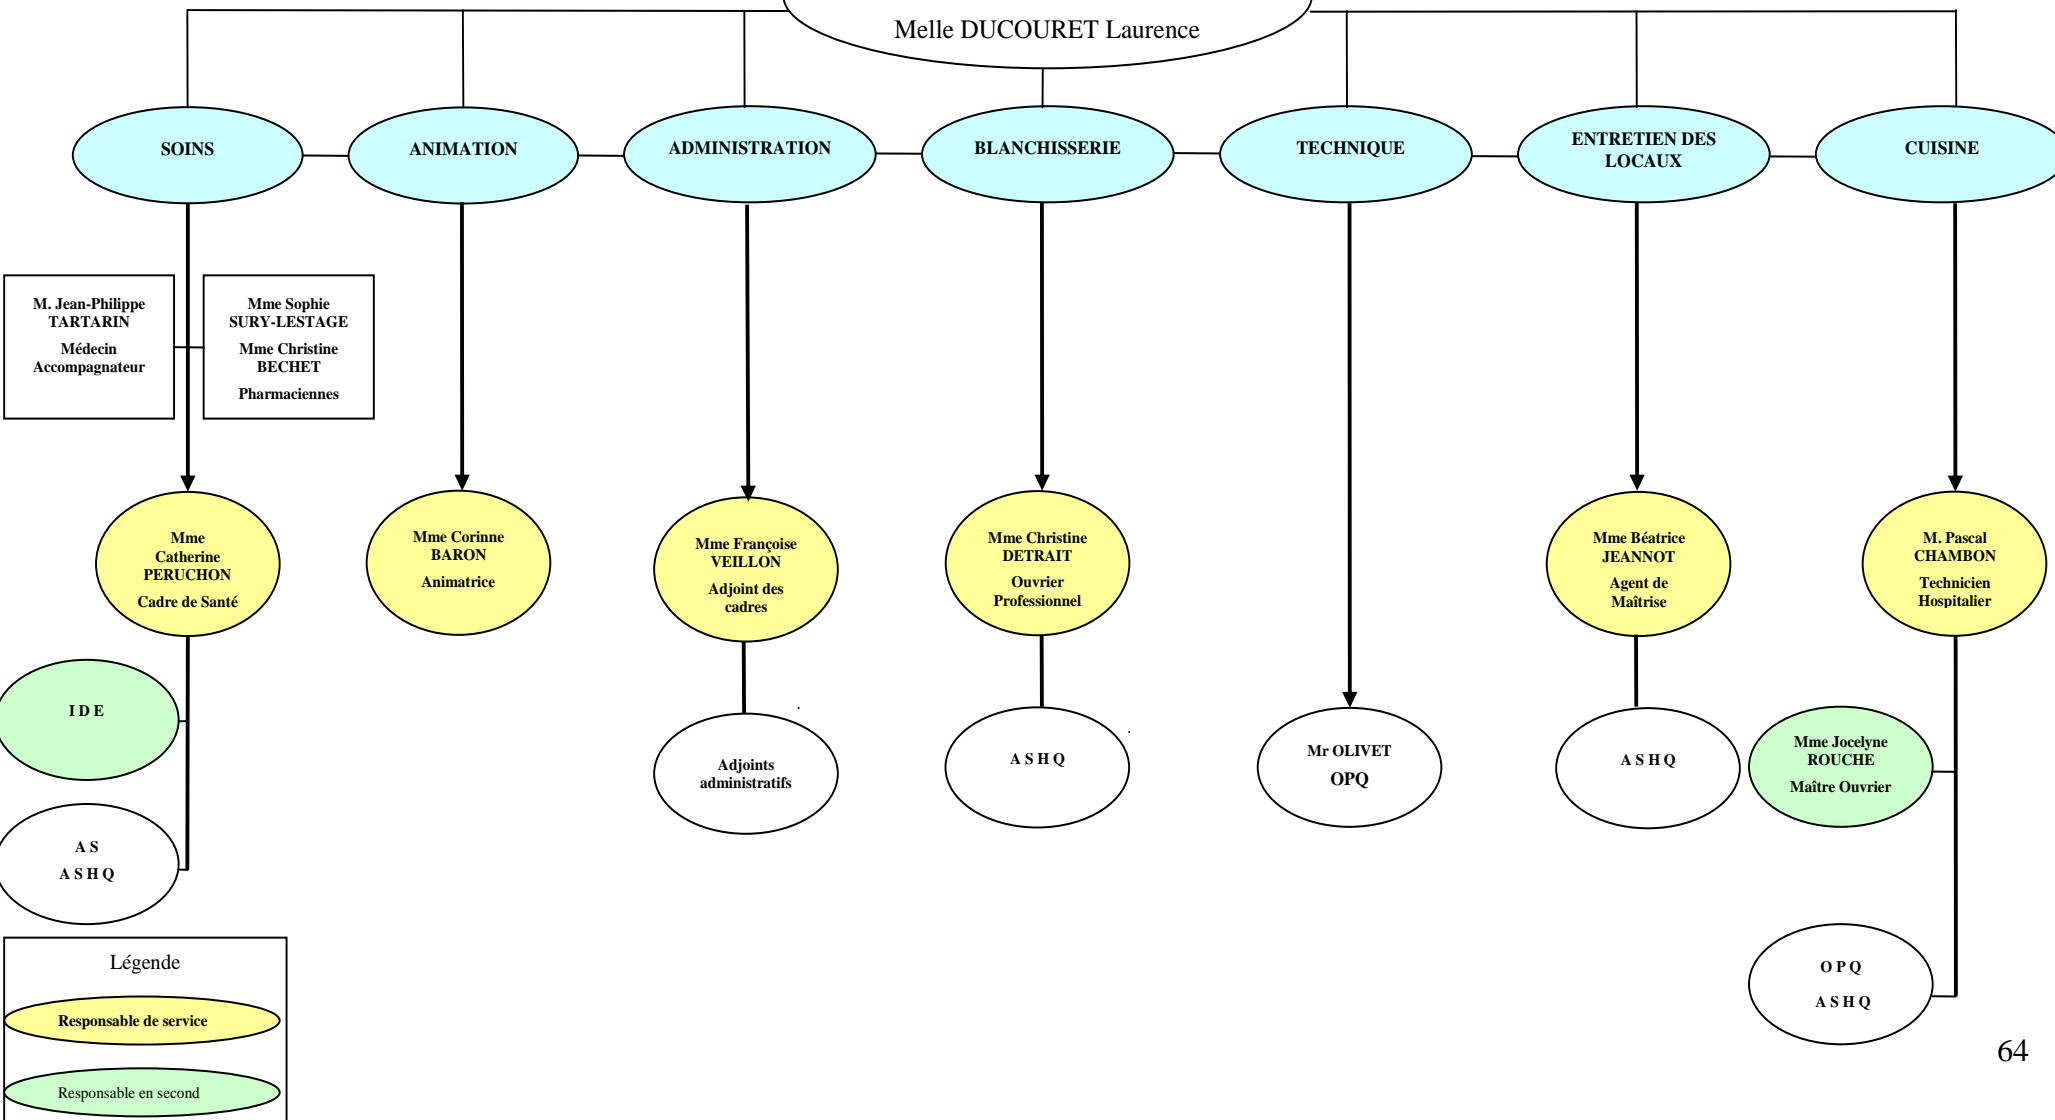 Melle DUCOURET Laurence
SOINS
ANIMATION
ADMINISTRATION
BLANCHISSERIE
TECHNIQUE
ENTRETIEN DES
LOCAUX
CUISINE
M. Jean-Philippe
TARTARIN
Médecin
Accompagnateur
Mme Sophie
SURY-LESTAGE
Mme Christine
BECHET
Pharmaciennes
Mme
Catherine
PERUCHON
Cadre de Santé
Mme Corinne
BARON
Animatrice
Mme Françoise
VEILLON
Adjoint des
cadres
Mme Christine
DETRAIT
Ouvrier
Professionnel
Mme Béatrice
JEANNOT
Agent de
Maîtrise
M. Pascal
CHAMBON
Technicien
Hospitalier
I D E
Adjoints
administratifs
A S H Q
Mr OLIVET
OPQ
A S H Q
Mme Jocelyne
ROUCHE
Maître Ouvrier
A S
A S H Q
O P Q
A S H Q
Légende
Responsable de service
Responsable en second
64